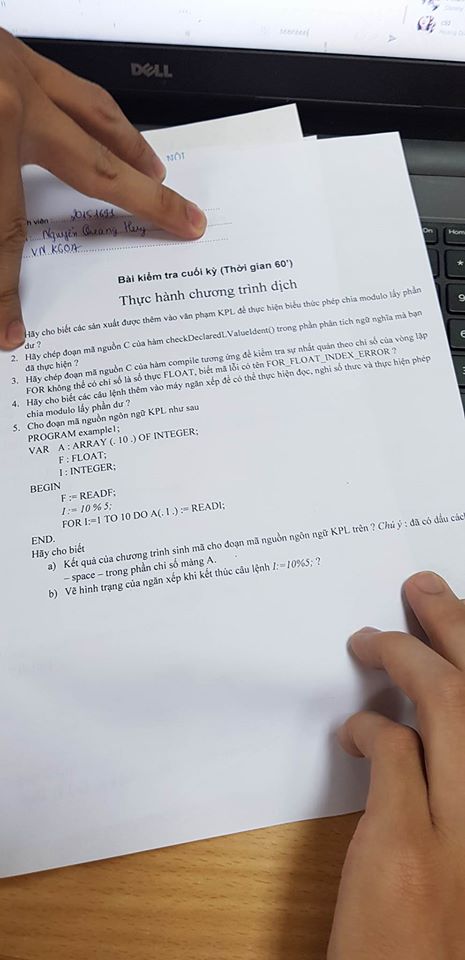 DELL
NỘI
n viên 20151691
Nguyễn Quang Huy
V.N. K60A
Bài kiểm tra cuối kỳ (Thời gian 60')
Thực hành chương trình dịch
Hãy cho biết các sản xuất được thêm vào văn phạm KPL để thực hiện biểu thức phép chia modulo lấy phần
dư ?
2. Hãy chép đoạn mã nguồn C của hàm checkDeclaredLValueIdent() trong phần phân tích ngữ nghĩa mà bạn
đã thực hiện ?
3. Hãy chép đoạn mã nguồn C của hàm compile tương ứng để kiểm tra sự nhất quán theo chỉ số của vòng lặp
FOR không thể có chỉ số là số thực FLOAT, biết mã lỗi có tên FOR_FLOAT_INDEX_ERROR ?
4. Hãy cho biết các câu lệnh thêm vào máy ngăn xếp để có thể thực hiện đọc, nghi số thực và thực hiện phép
chia modulo lấy phần dư ?
5. Cho đoạn mã nguồn ngôn ngữ KPL như sau
PROGRAM example1;
VAR A : ARRAY (. 10 .) OF INTEGER;
F : FLOAT;
I : INTEGER;
BEGIN
F := READF;
I := 10 % 5;
FOR I:=1 TO 10 DO A(. I .) := READI;
END.
Hãy cho biết
a) Kết quả của chương trình sinh mã cho đoạn mã nguồn ngôn ngữ KPL trên ? Chú ý : đã có dấu các
– space – trong phần chỉ số mảng A.
b) Vẽ hình trạng của ngăn xếp khi kết thúc câu lệnh I:=10%5; ?